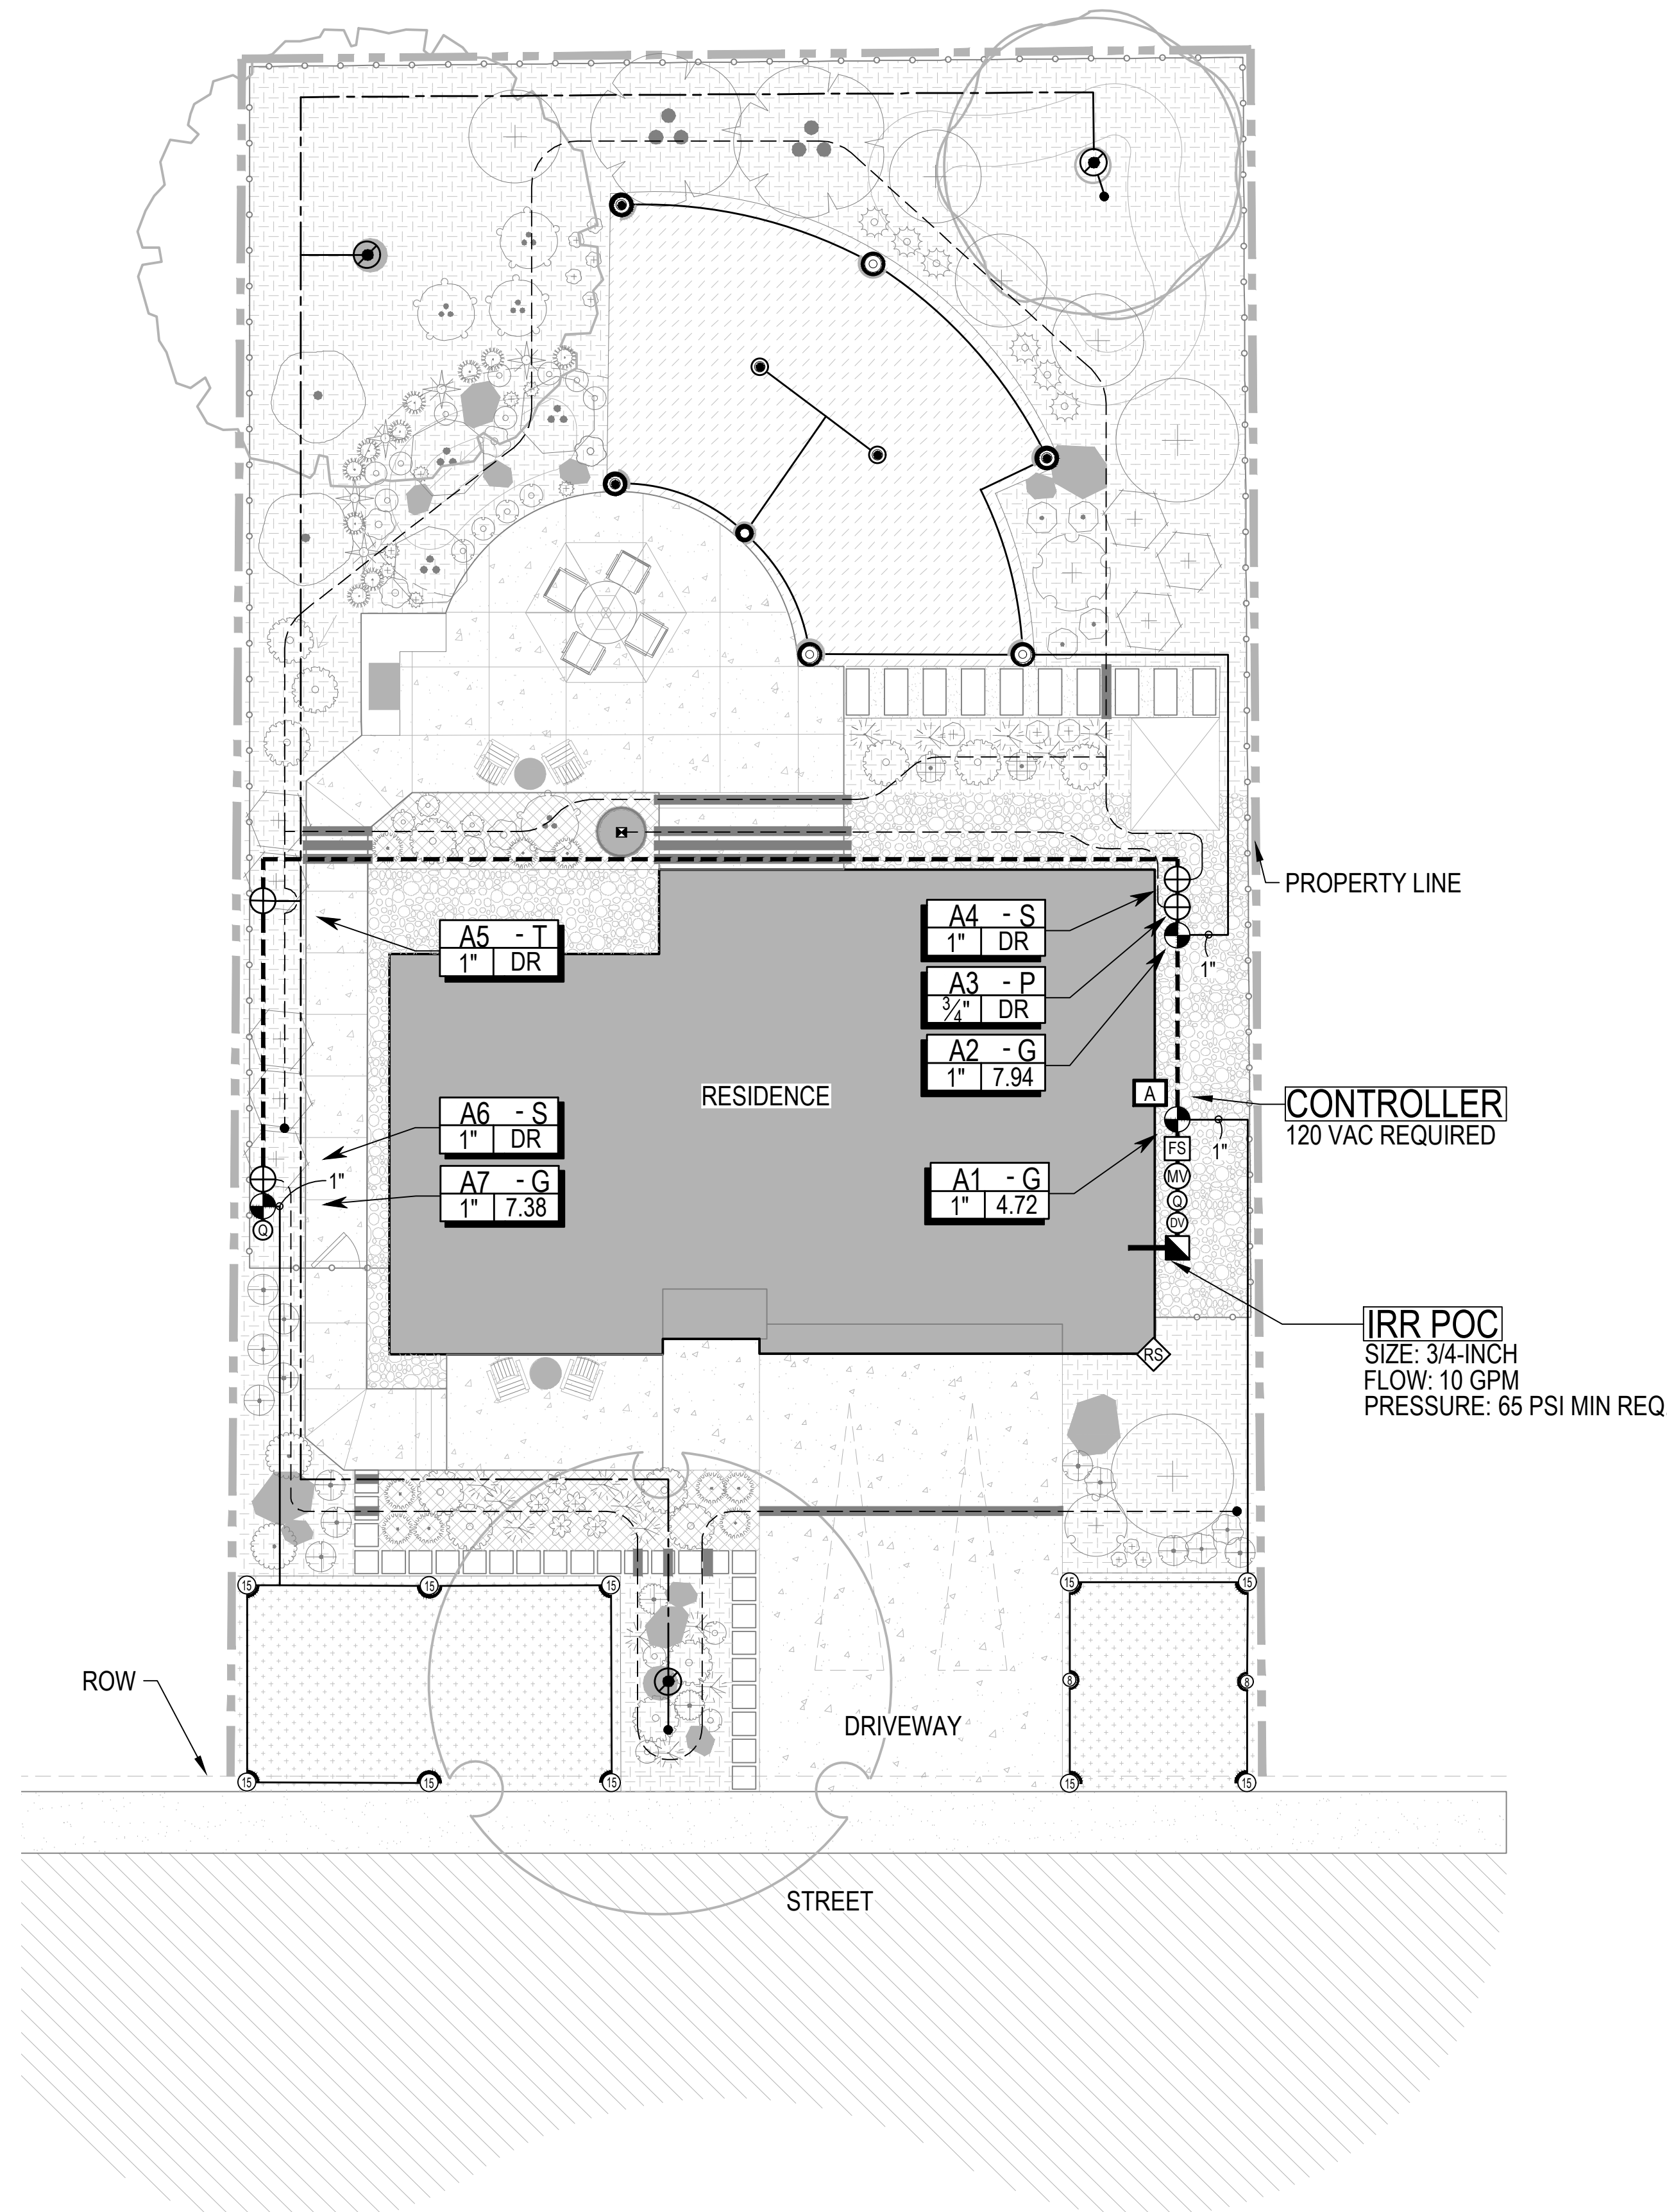 PROPERTY LINE
A5 - T
1" DR
A4 - S
1" DR
1"
A3 - P
3/4" DR
A2 - G
1" 7.94
RESIDENCE
A
CONTROLLER
120 VAC REQUIRED
A6 - S
1" DR
FS
1"
MV
A7 - G
1" 7.38
1"
A1 - G
1" 4.72
Q
Q
DV
IRR POC
SIZE: 3/4-INCH
FLOW: 10 GPM
PRESSURE: 65 PSI MIN REQ
RS
15 15 15 15 15
ROW
8 8
DRIVEWAY
15 15 15 15 15
STREET